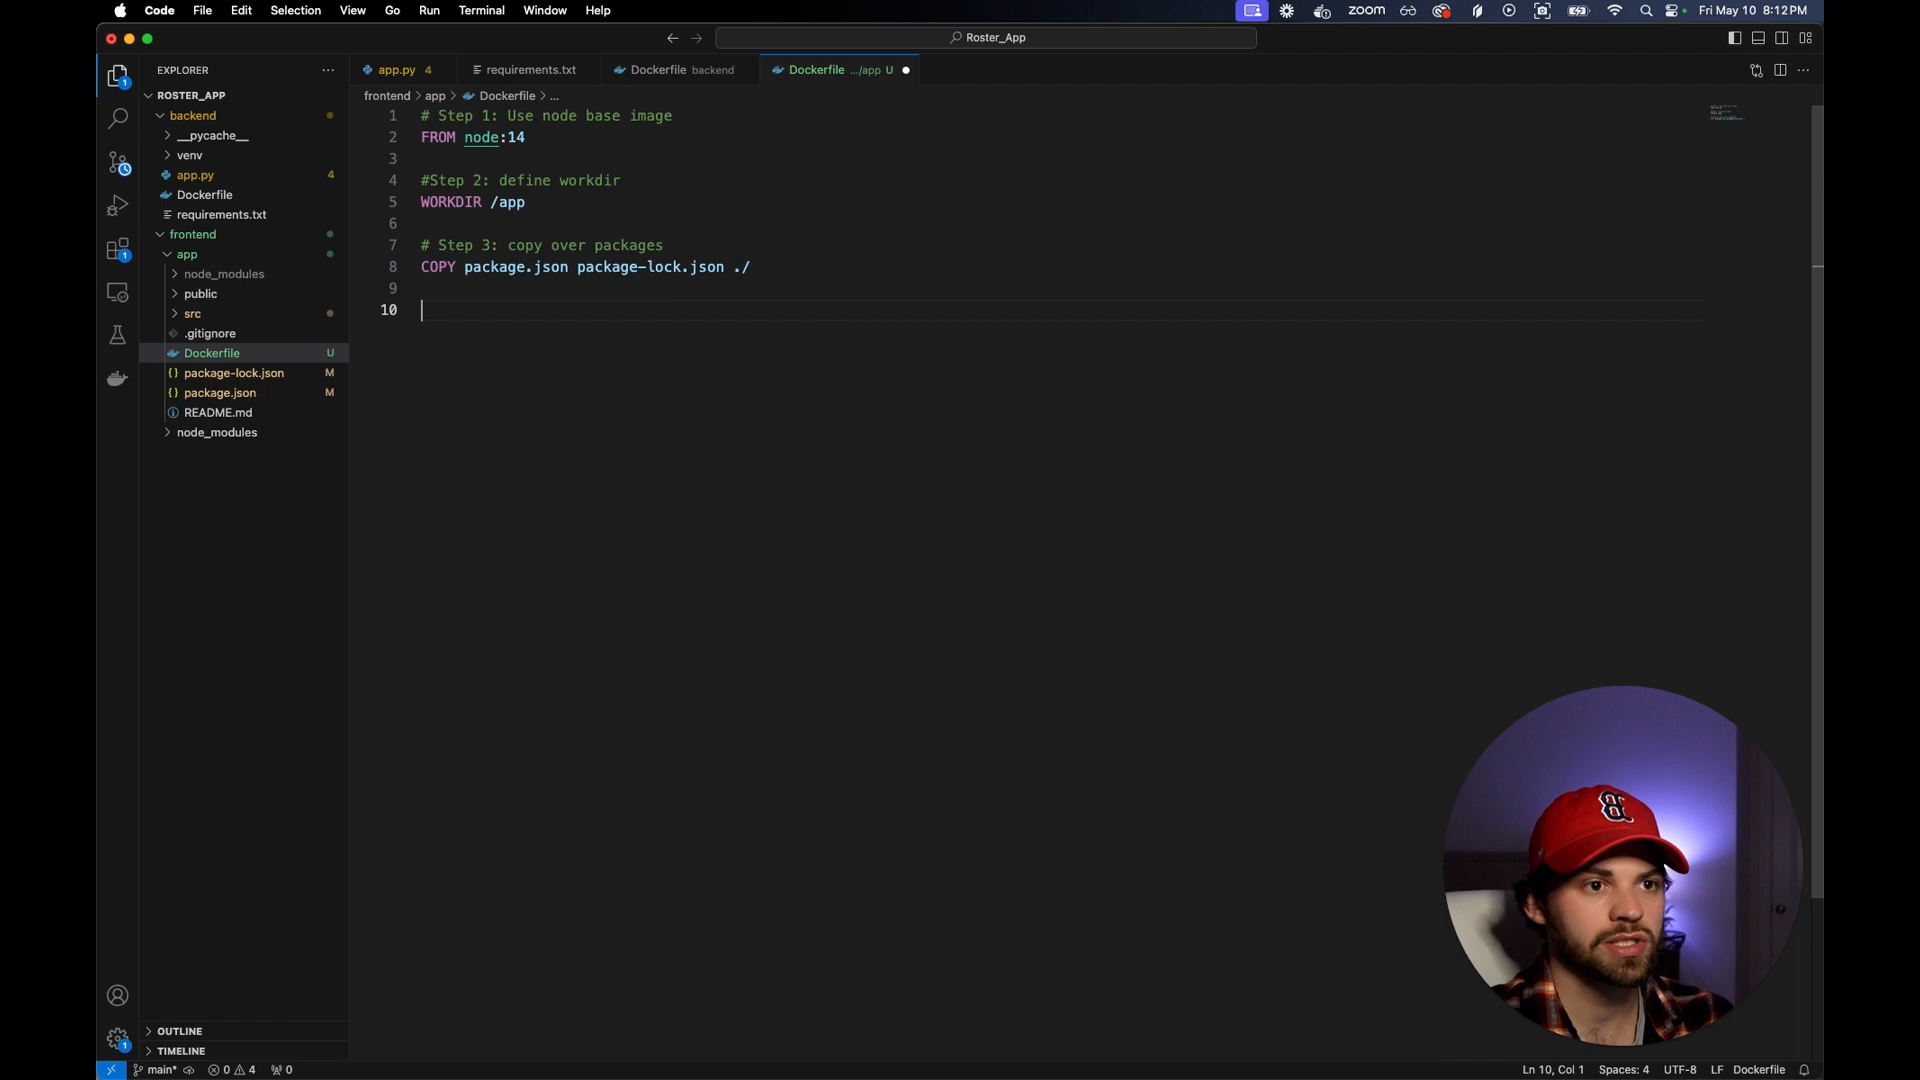 Code File Edit Selection View Go Run Terminal Window Help zoom Fri May 10 8:12 PM
Roster_App
EXPLORER
app.py 4 requirements.txt Dockerfile backend Dockerfile .../app U
ROSTER_APP
frontend > app > Dockerfile > ...
backend
__pycache__
venv
app.py 4
Dockerfile
requirements.txt
frontend
app
node_modules
public
src
.gitignore
Dockerfile U
package-lock.json M
package.json M
README.md
node_modules
1 # Step 1: Use node base image
2 FROM node:14
3
4 #Step 2: define workdir
5 WORKDIR /app
6
7 # Step 3: copy over packages
8 COPY package.json package-lock.json ./
9
10
1
1
1
B
OUTLINE
TIMELINE
main* 0 4 0 Ln 10, Col 1 Spaces: 4 UTF-8 LF Dockerfile